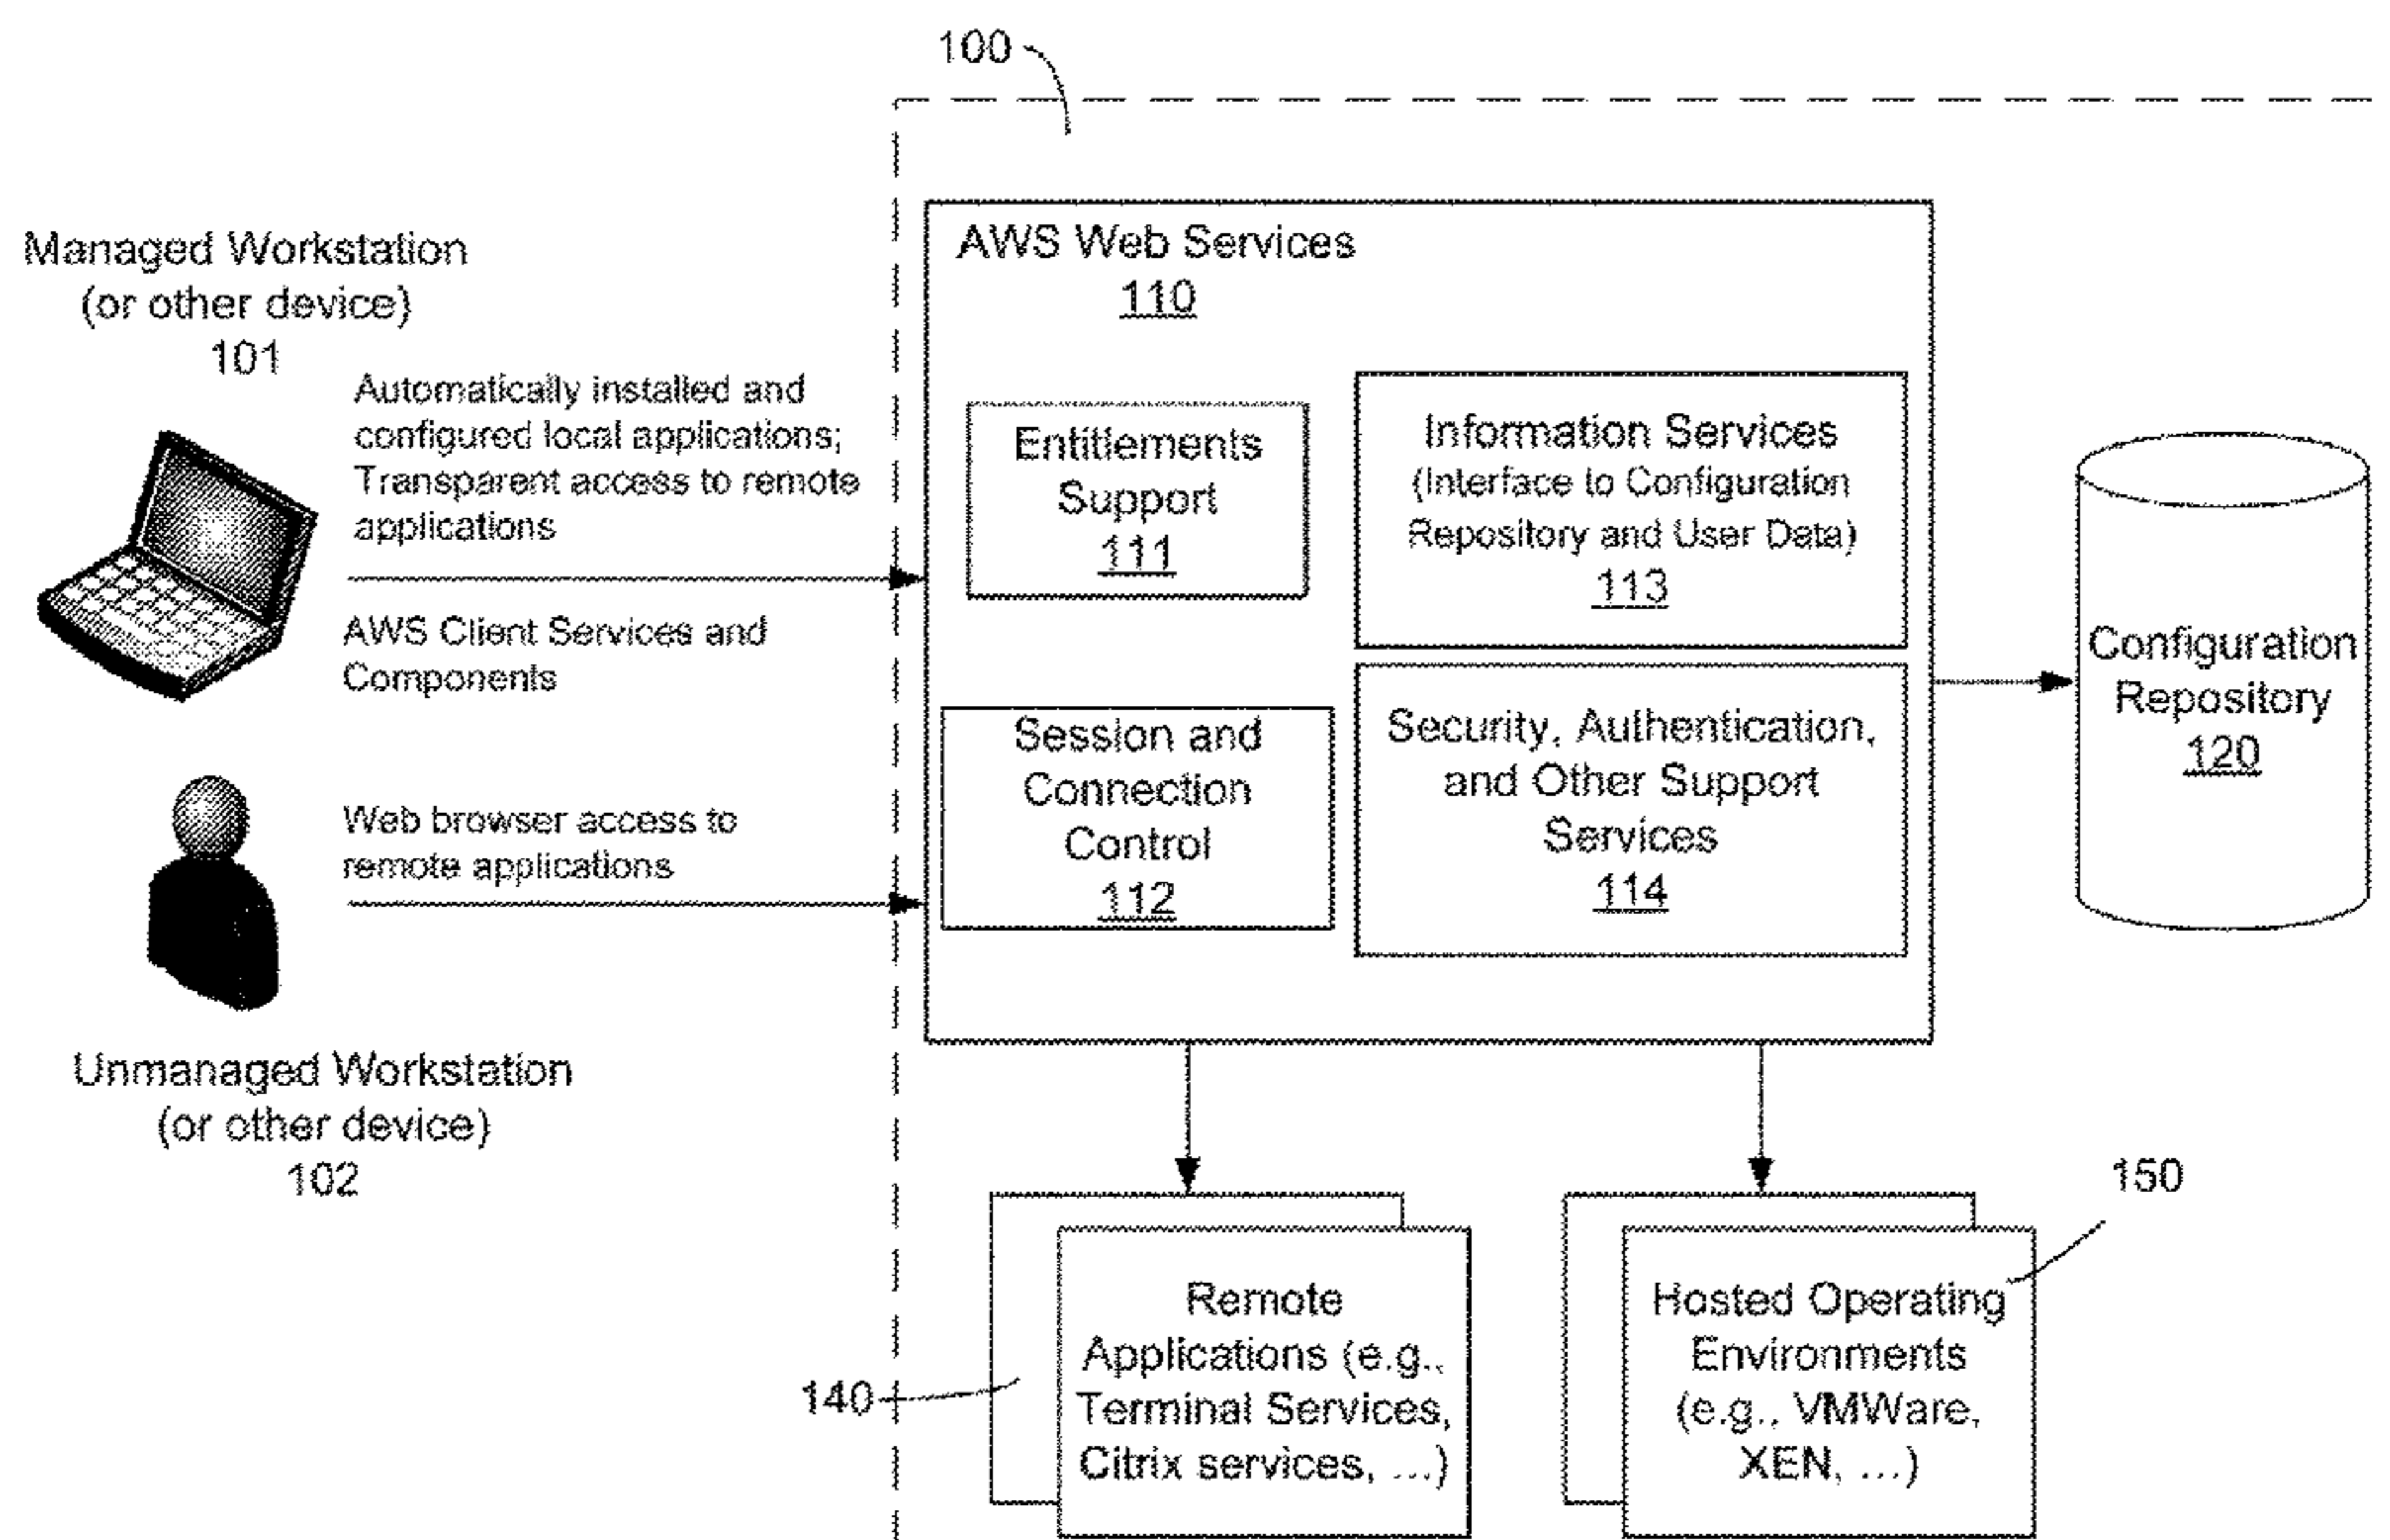 100
Managed Workstation
(or other device)
101
Automatically installed and
configured local applications;
Transparent access to remote
applications
AWS Client Services and
Components
Web browser access to
remote applications
Unmanaged Workstation
(or other device)
102
AWS Web Services
110
Entitlements
Support
111
Information Services
(Interface to Configuration
Repository and User Data)
113
Session and
Connection
Control
112
Security, Authentication,
and Other Support
Services
114
Configuration
Repository
120
140
Remote
Applications (e.g.,
Terminal Services,
Citrix services, ...)
150
Hosted Operating
Environments
(e.g., VMWare,
XEN, ...)